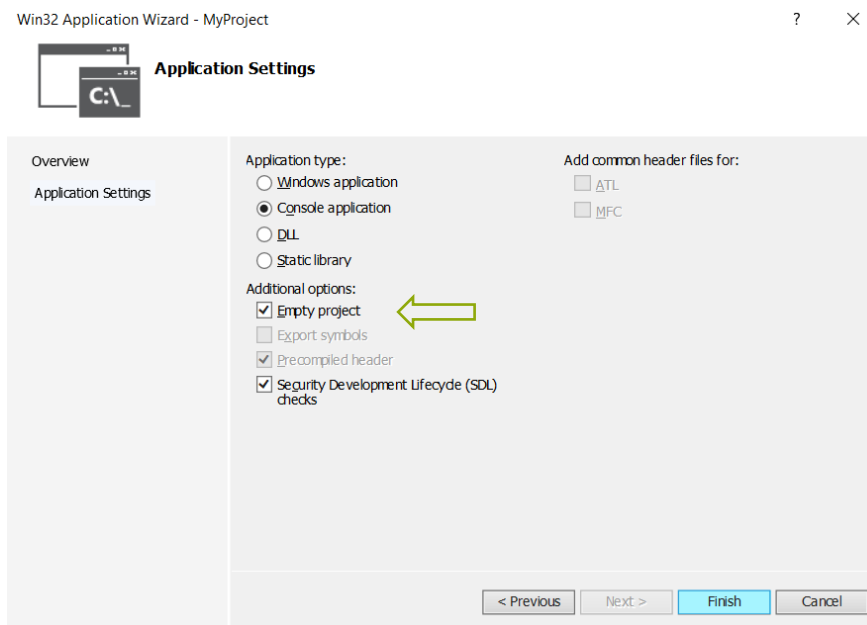 Win32 Application Wizard - MyProject
?
C:\_
Application Settings
Overview
Application Settings
Application type:
Windows application
Console application
DLL
Static library
Additional options:
Empty project
Export symbols
Precompiled header
Security Development Lifecycle (SDL)
checks
Add common header files for:
ATL
MFC
< Previous
Next >
Finish
Cancel